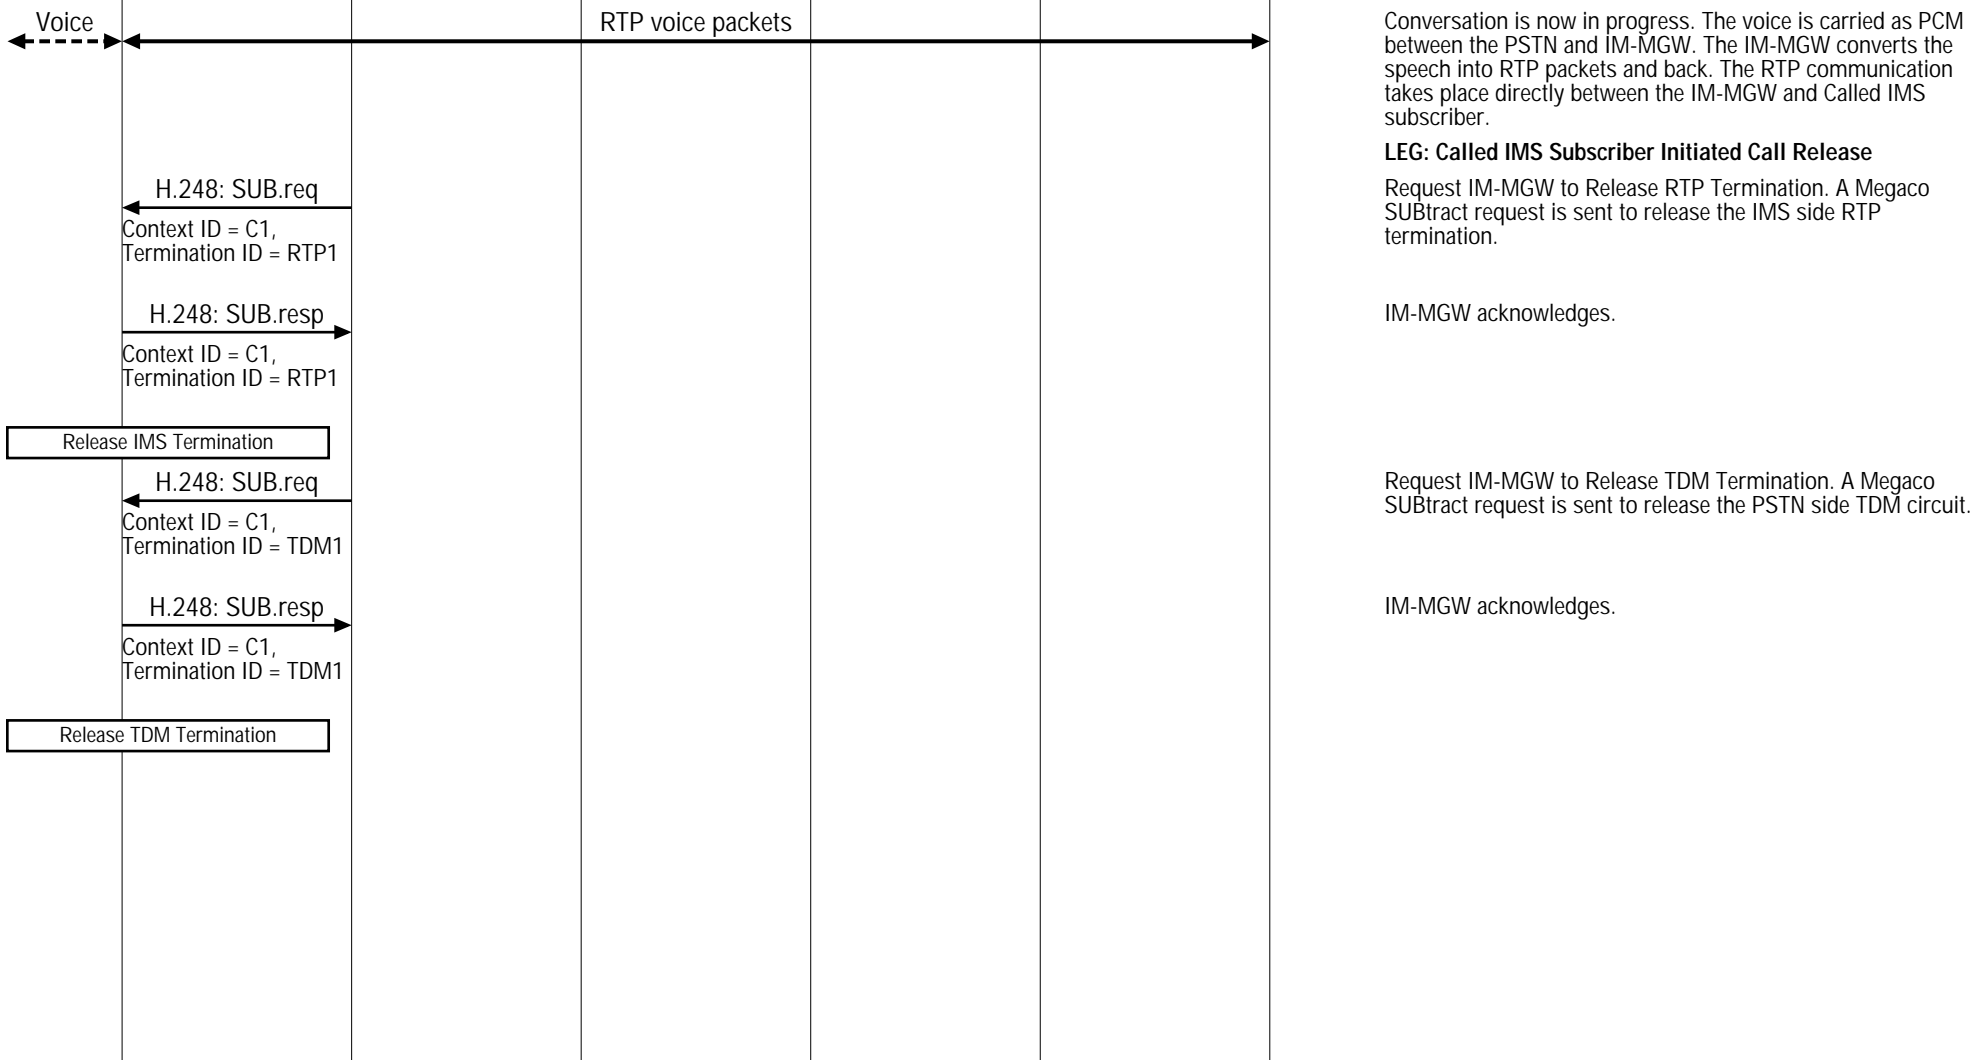 Voice
RTP voice packets
Conversation is now in progress. The voice is carried as PCM
between the PSTN and IM-MGW. The IM-MGW converts the
speech into RTP packets and back. The RTP communication
takes place directly between the IM-MGW and Called IMS
subscriber.
LEG: Called IMS Subscriber Initiated Call Release
H.248: SUB.req
Context ID = C1,
Termination ID = RTP1
Request IM-MGW to Release RTP Termination. A Megaco
SUBtract request is sent to release the IMS side RTP
termination.
H.248: SUB.resp
Context ID = C1,
Termination ID = RTP1
IM-MGW acknowledges.
Release IMS Termination
H.248: SUB.req
Context ID = C1,
Termination ID = TDM1
Request IM-MGW to Release TDM Termination. A Megaco
SUBtract request is sent to release the PSTN side TDM circuit.
H.248: SUB.resp
Context ID = C1,
Termination ID = TDM1
IM-MGW acknowledges.
Release TDM Termination